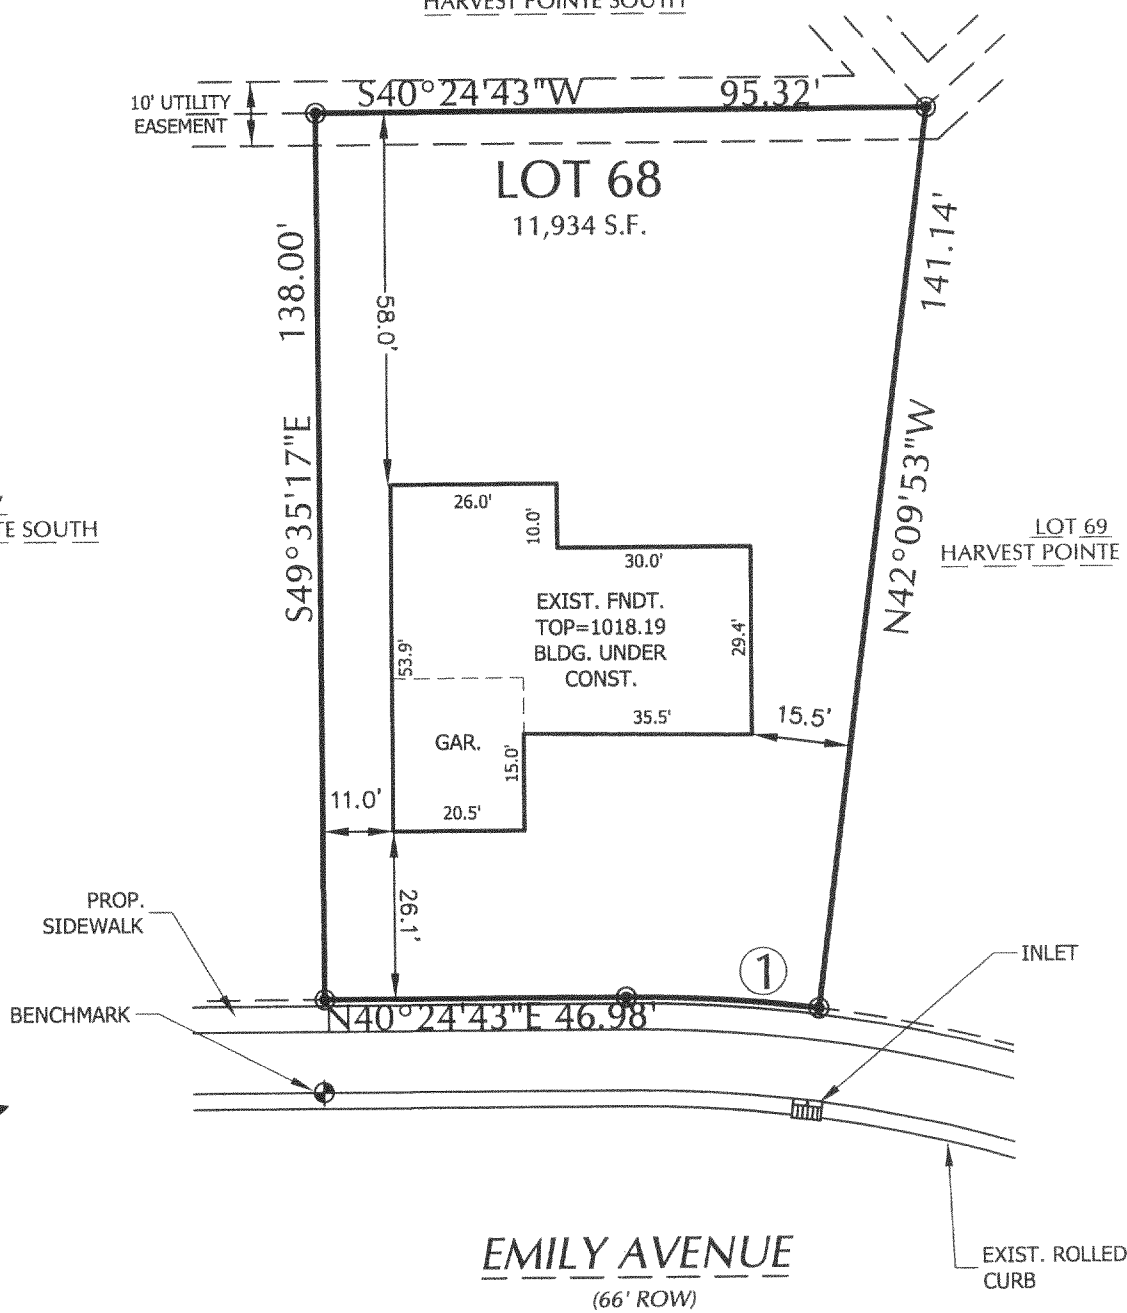 HARVEST POINTE SOUTH
S40°24'43"W 95.32'
10' UTILITY
EASEMENT
LOT 68
11,934 S.F.
138.00'
141.14'
58.0'
S49°35'17"E
N42°09'53"W
TE SOUTH
LOT 69
HARVEST POINTE
26.0'
10.0'
30.0'
EXIST. FNDT.
TOP=1018.19
BLDG. UNDER
CONST.
53.9'
29.4'
35.5'
15.5'
GAR.
15.0'
11.0'
20.5'
26.1'
PROP.
SIDEWALK
1
INLET
BENCHMARK
N40°24'43"E 46.98'
EMILY AVENUE
(66' ROW)
EXIST. ROLLED
CURB